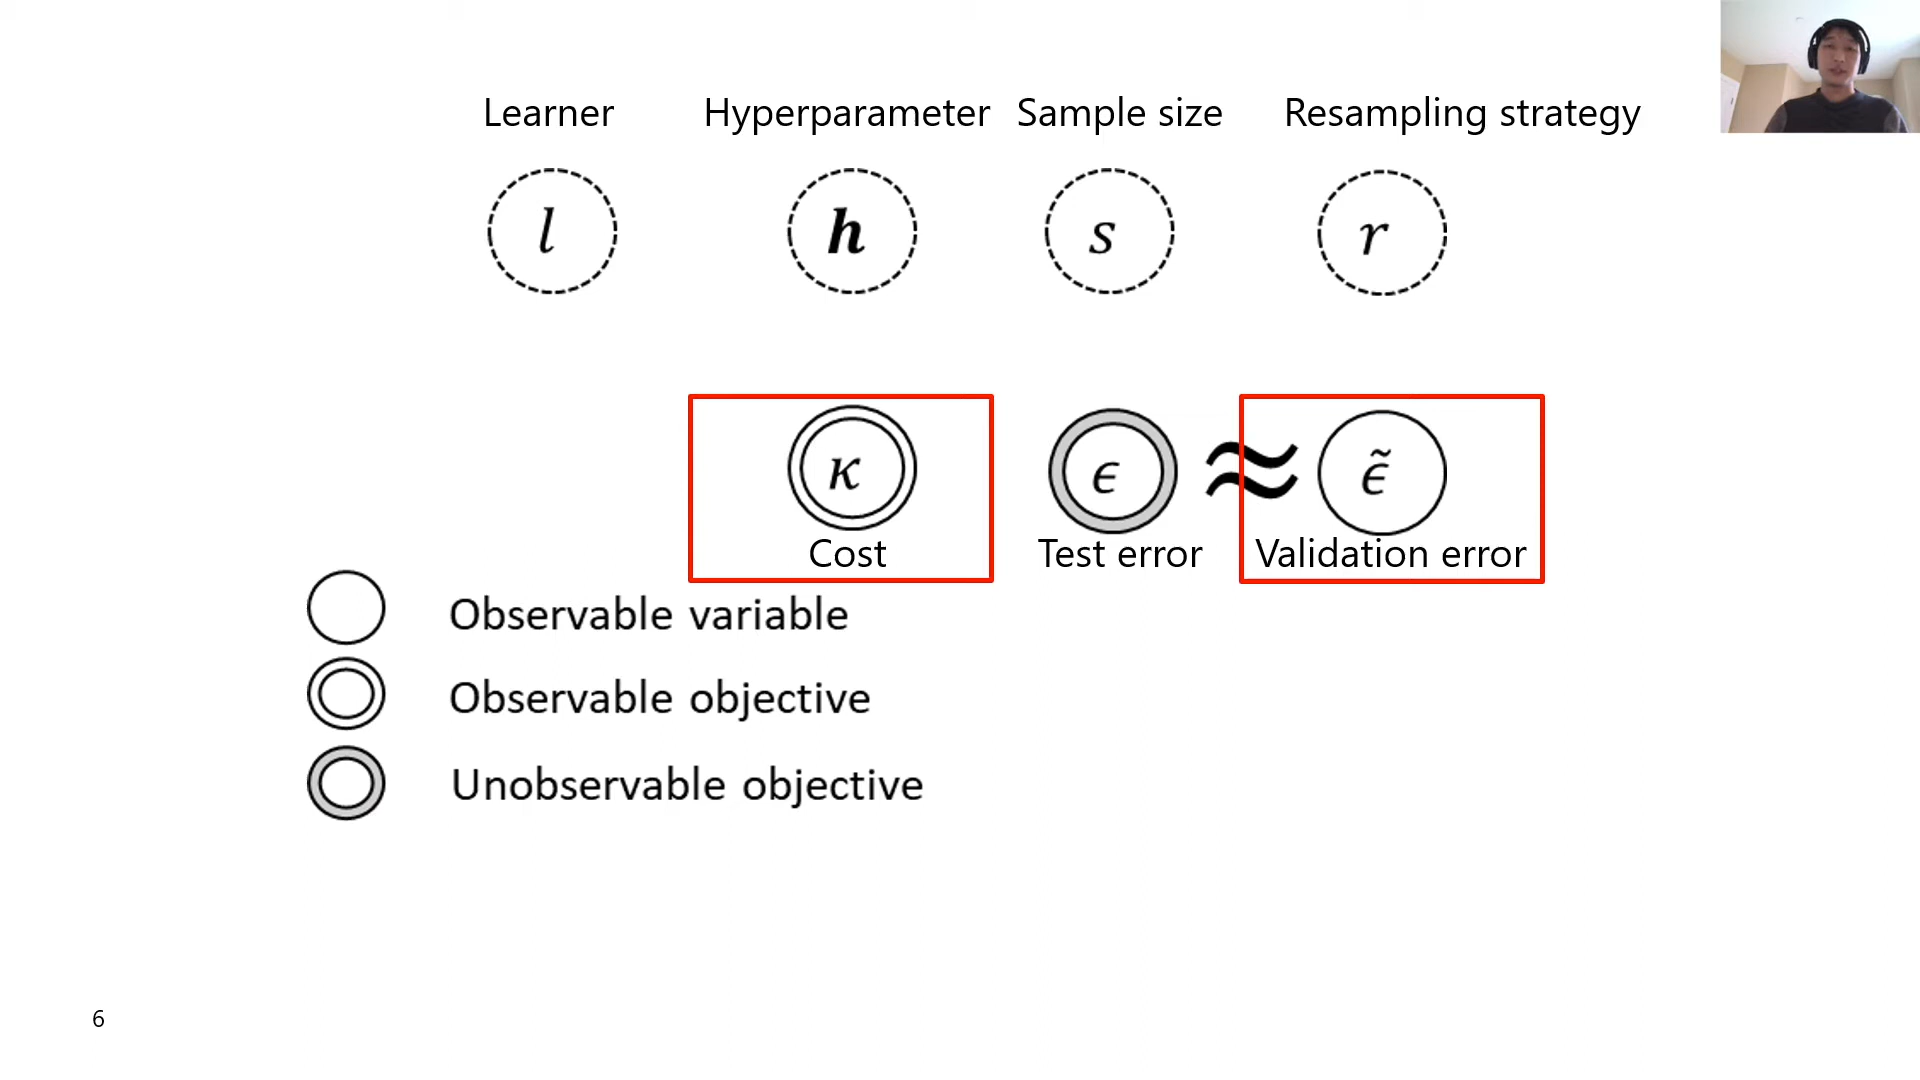 Learner Hyperparameter Sample size Resampling strategy
l h s r
κ ϵ ≈ ϵ̃
Cost Test error Validation error
Observable variable
Observable objective
Unobservable objective
6